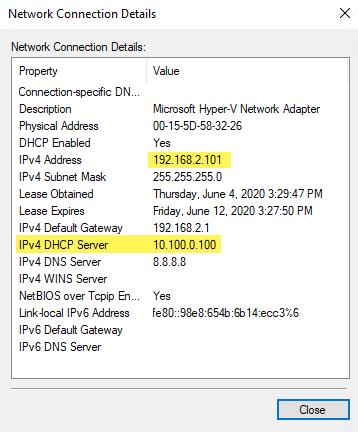 Network Connection Details
Network Connection Details:
Property Value
Connection-specific DN...
Description Microsoft Hyper-V Network Adapter
Physical Address 00-15-5D-58-32-26
DHCP Enabled Yes
IPv4 Address 192.168.2.101
IPv4 Subnet Mask 255.255.255.0
Lease Obtained Thursday, June 4, 2020 3:29:47 PM
Lease Expires Friday, June 12, 2020 3:27:50 PM
IPv4 Default Gateway 192.168.2.1
IPv4 DHCP Server 10.100.0.100
IPv4 DNS Server 8.8.8.8
IPv4 WINS Server
NetBIOS over Tcpip En... Yes
Link-local IPv6 Address fe80::98e8:654b:6b14:ecc3%6
IPv6 Default Gateway
IPv6 DNS Server
Close